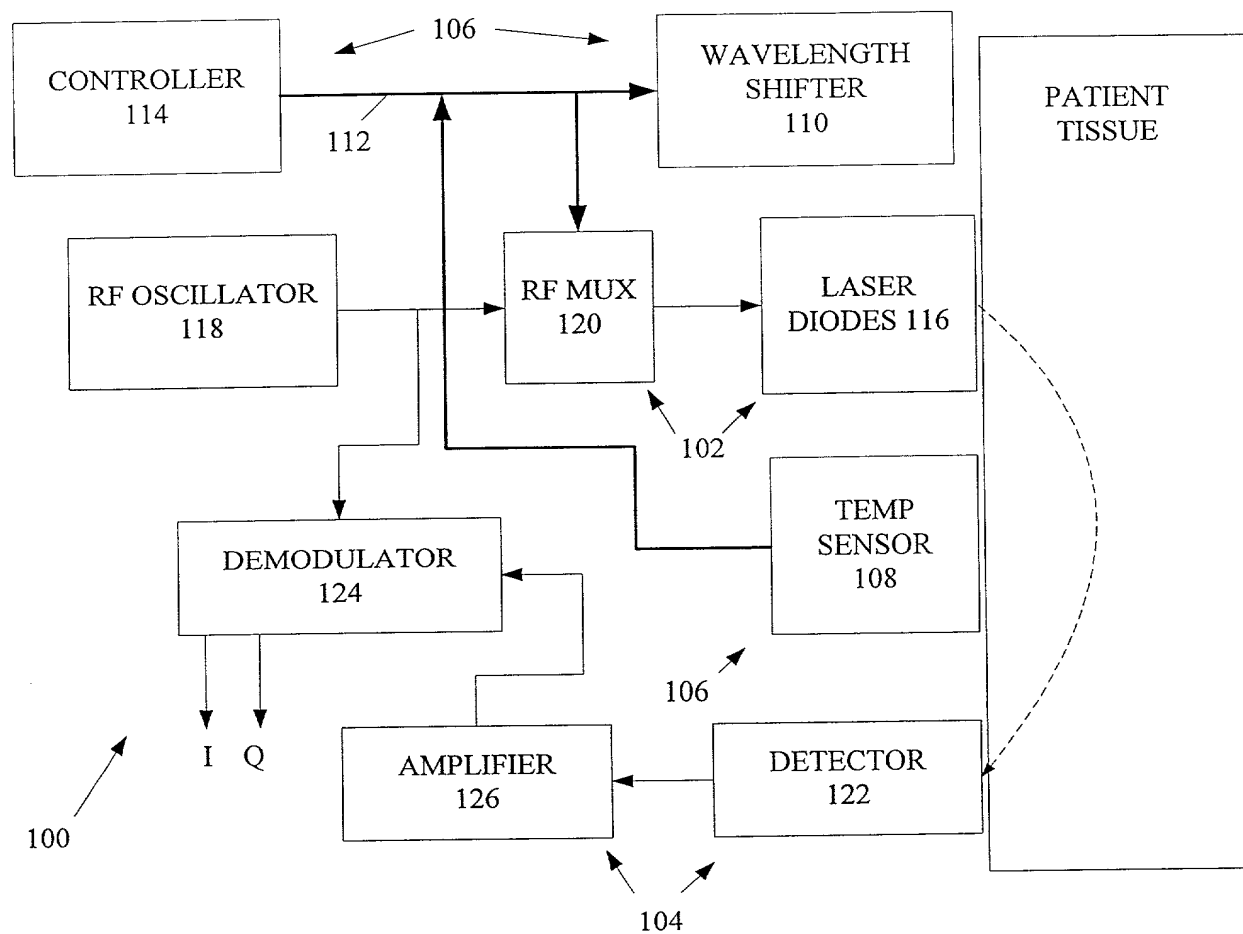 106
CONTROLLER
114
WAVELENGTH
SHIFTER
110
PATIENT
TISSUE
112
RF OSCILLATOR
118
RF MUX
120
LASER
DIODES 116
102
TEMP
SENSOR
108
DEMODULATOR
124
106
I Q
AMPLIFIER
126
DETECTOR
122
100
104